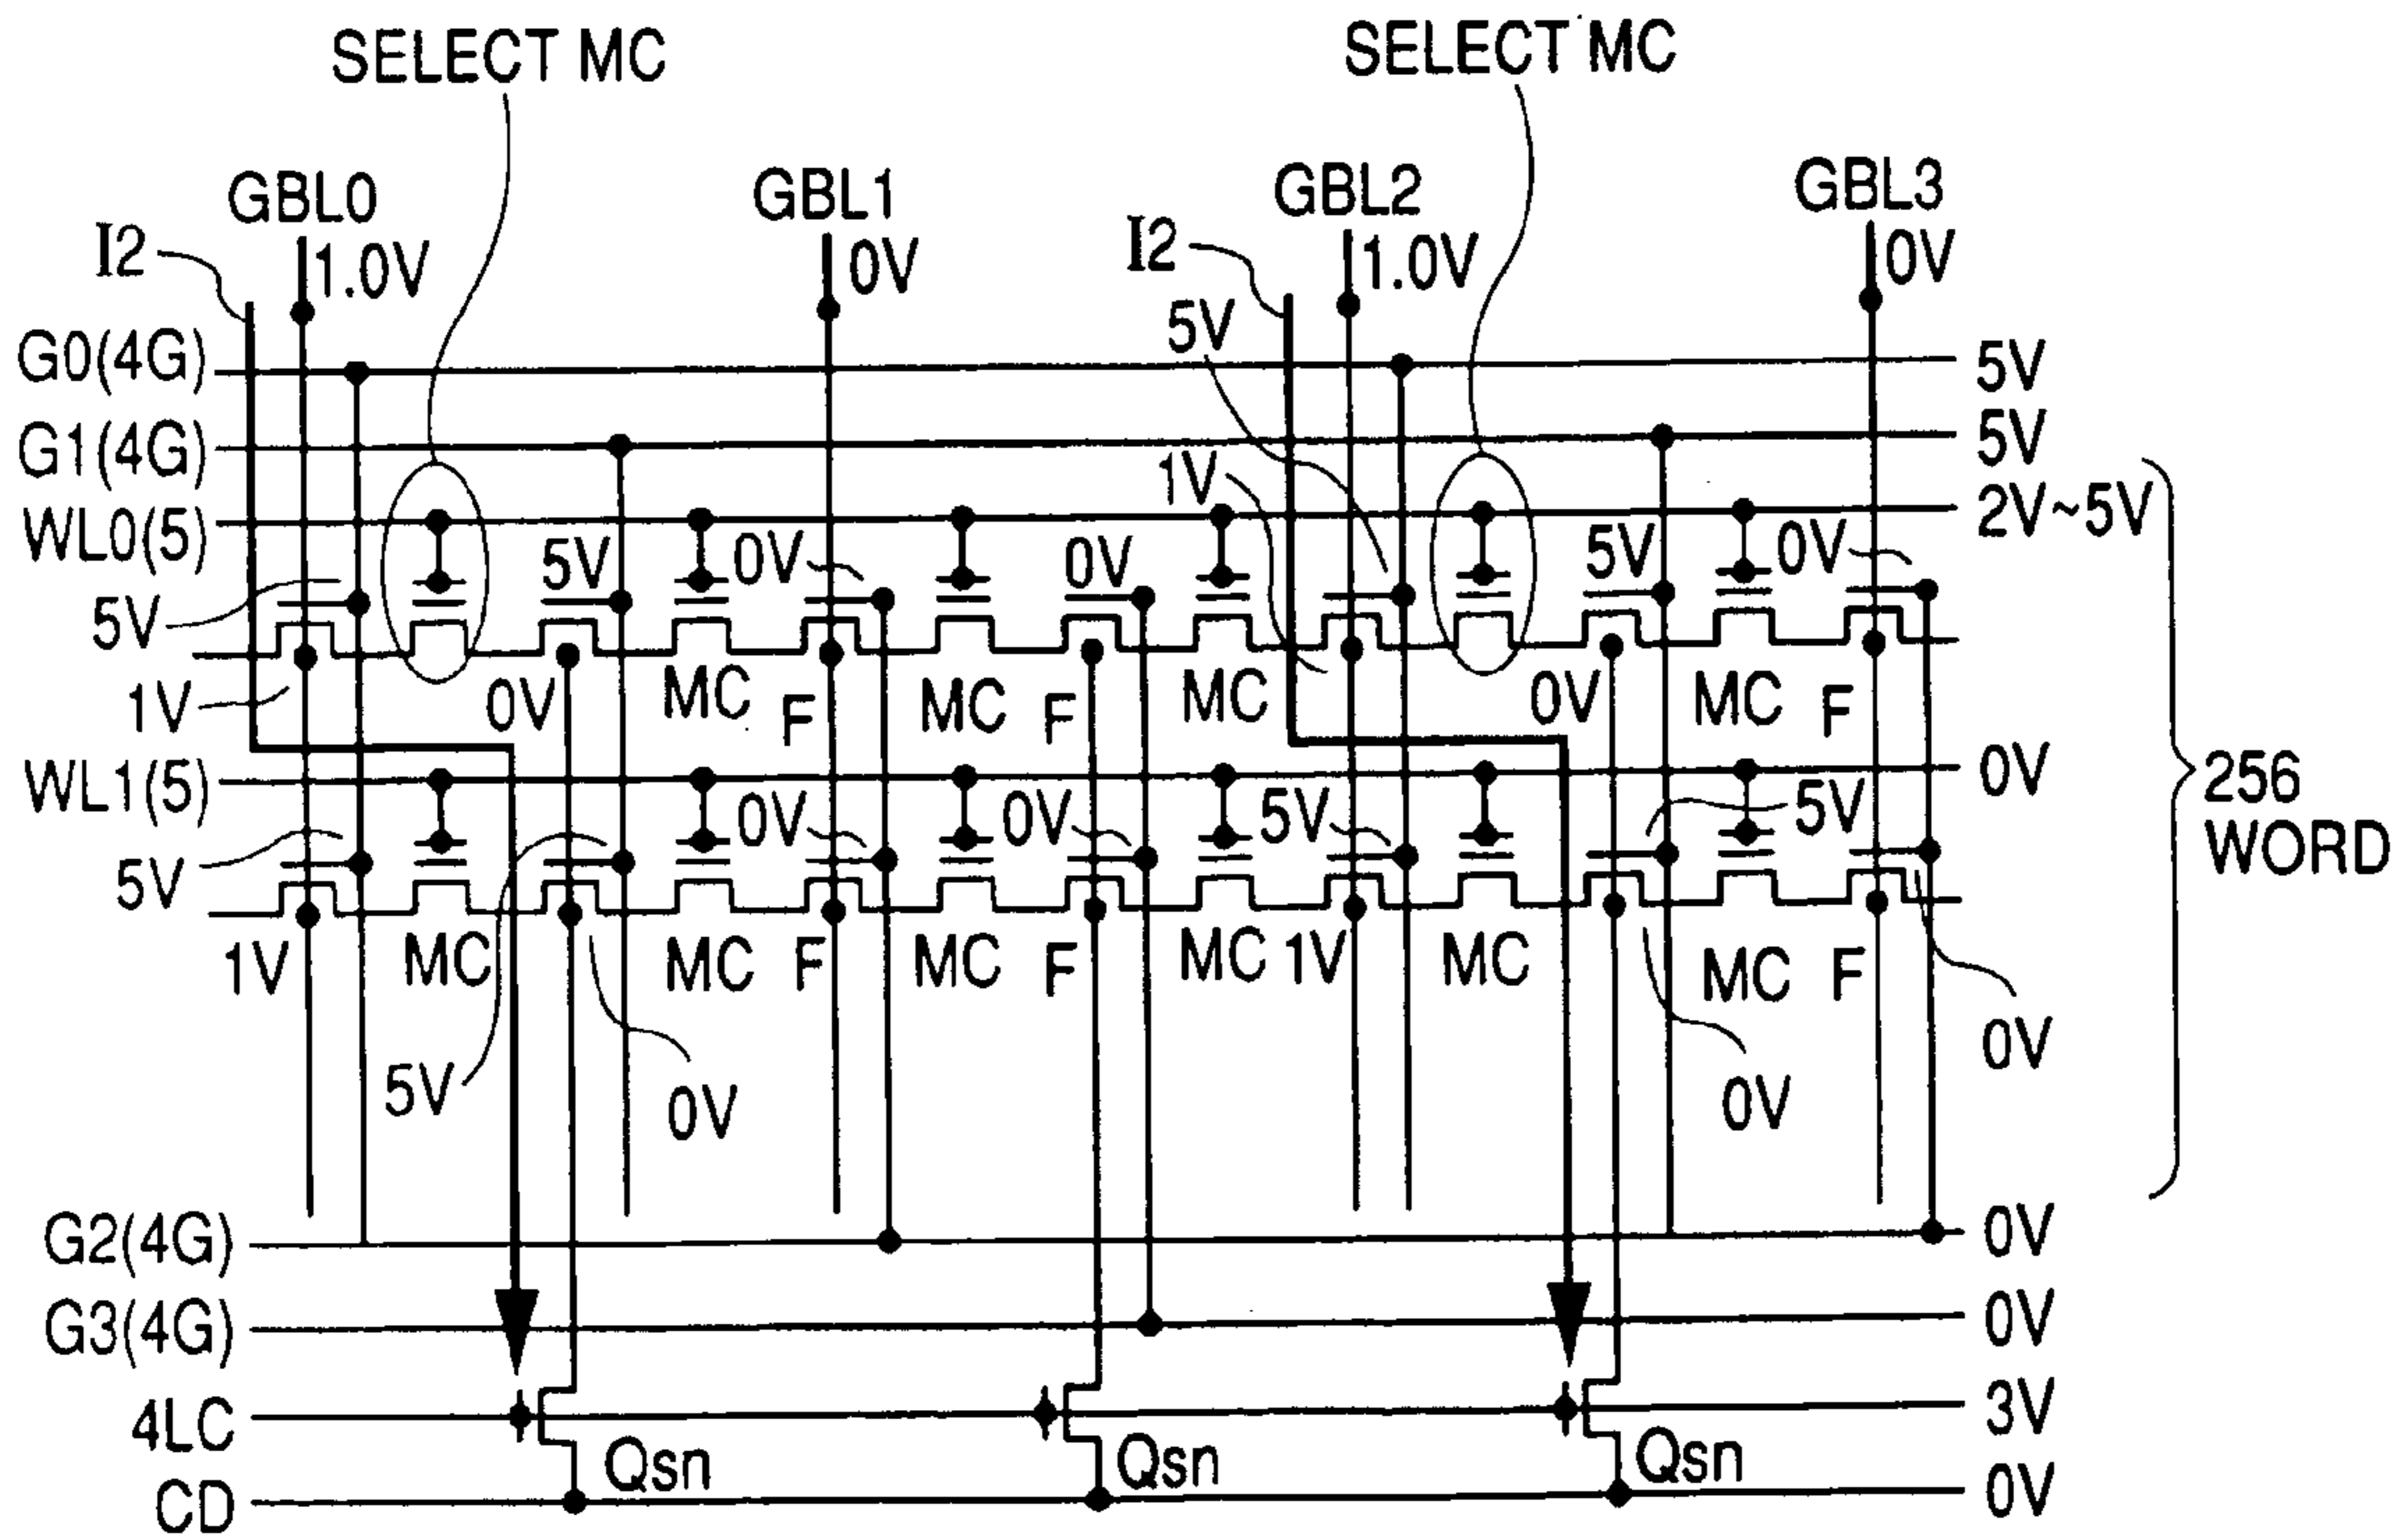 SELECT MC SELECT MC
GBL0 GBL1 GBL2 GBL3
I2 1.0V 0V I2 1.0V 0V
5V
G0(4G) 5V
G1(4G) 5V
1V
WL0(5) 2V~5V
5V 0V 0V 5V 0V
5V
1V 0V MC F MC F MC 0V MC F
WL1(5) 0V
256
WORD
0V 0V 5V 5V
5V
1V MC MC F MC F MC 1V MC MC F
5V 0V 0V 0V
G2(4G) 0V
G3(4G) 0V
4LC 3V
Qsn Qsn Qsn
CD 0V